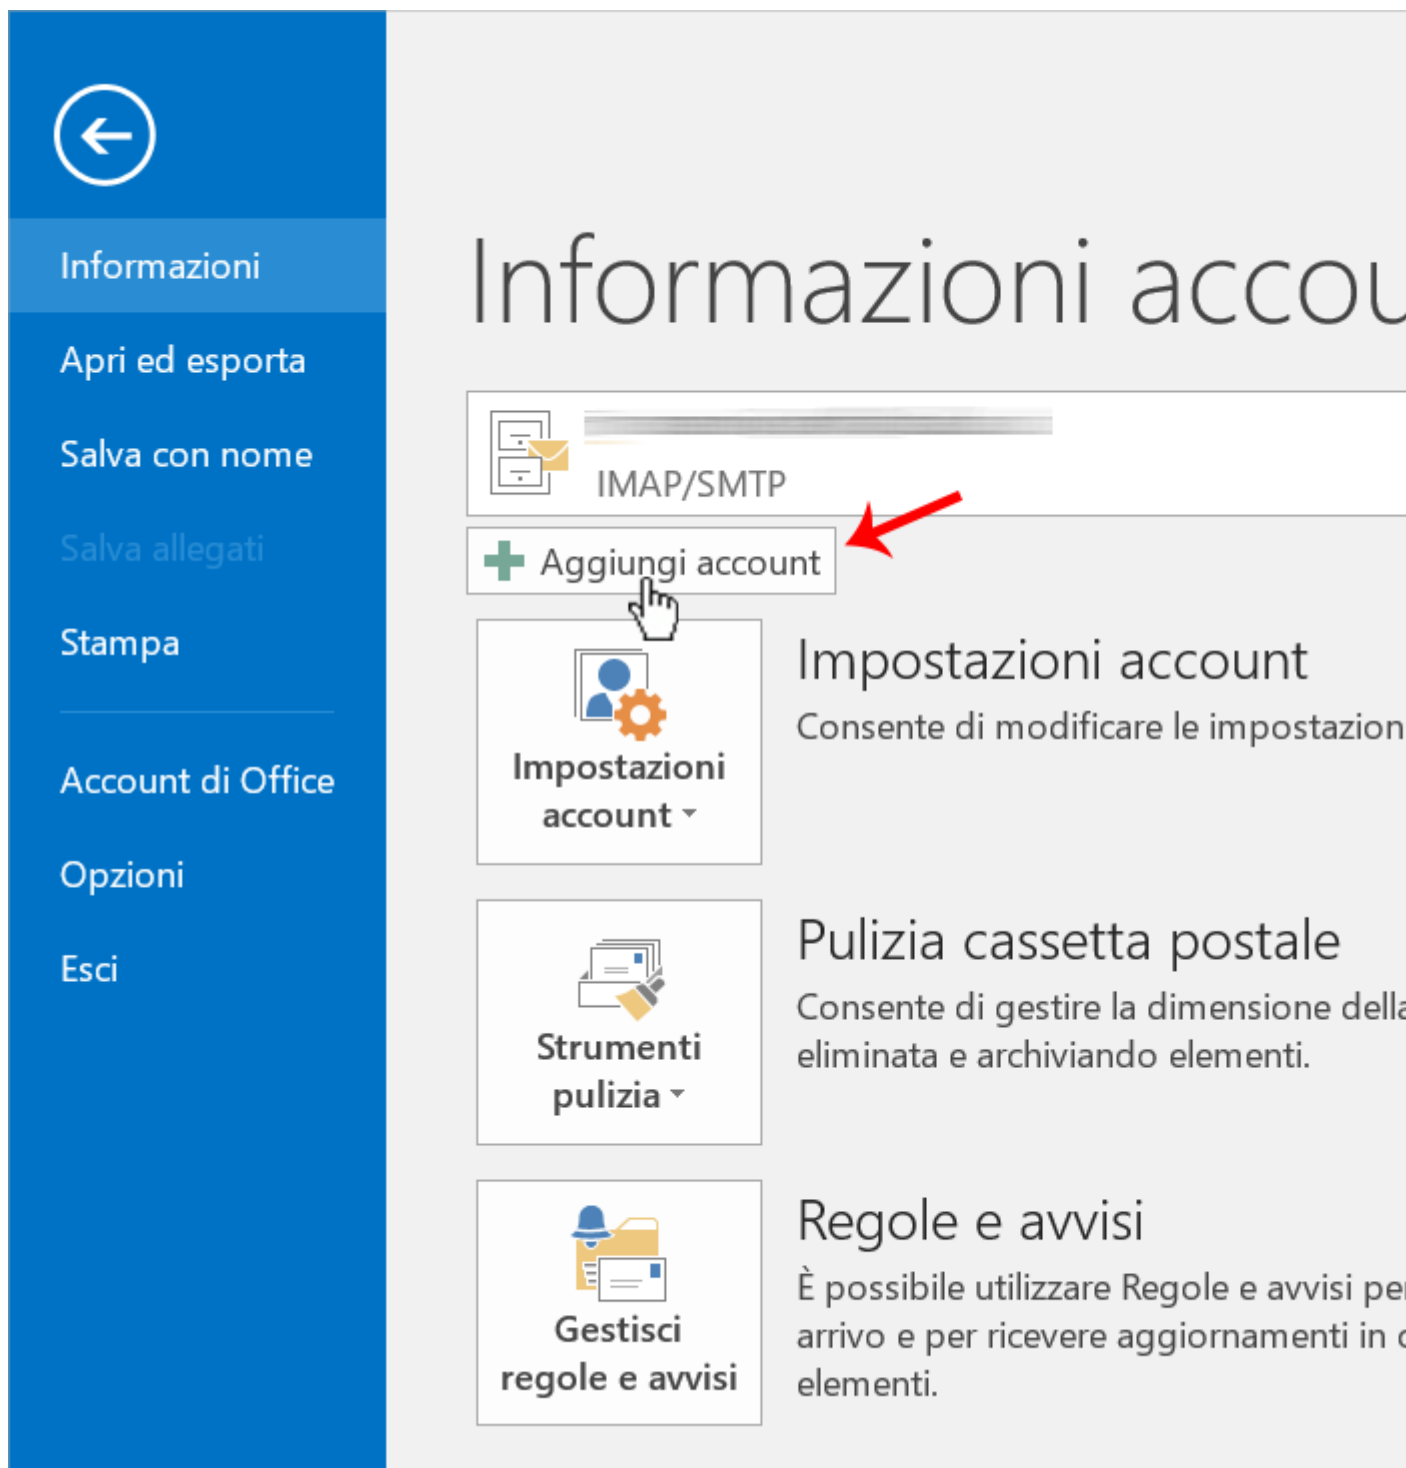 Informazioni
Apri ed esporta
Salva con nome
Salva allegati
Stampa
Account di Office
Opzioni
Esci
Informazioni accou
IMAP/SMTP
Aggiungi account
Impostazioni
account
Impostazioni account
Consente di modificare le impostazion
Strumenti
pulizia
Pulizia cassetta postale
Consente di gestire la dimensione della
eliminata e archiviando elementi.
Gestisci
regole e avvisi
Regole e avvisi
È possibile utilizzare Regole e avvisi per
arrivo e per ricevere aggiornamenti in
elementi.